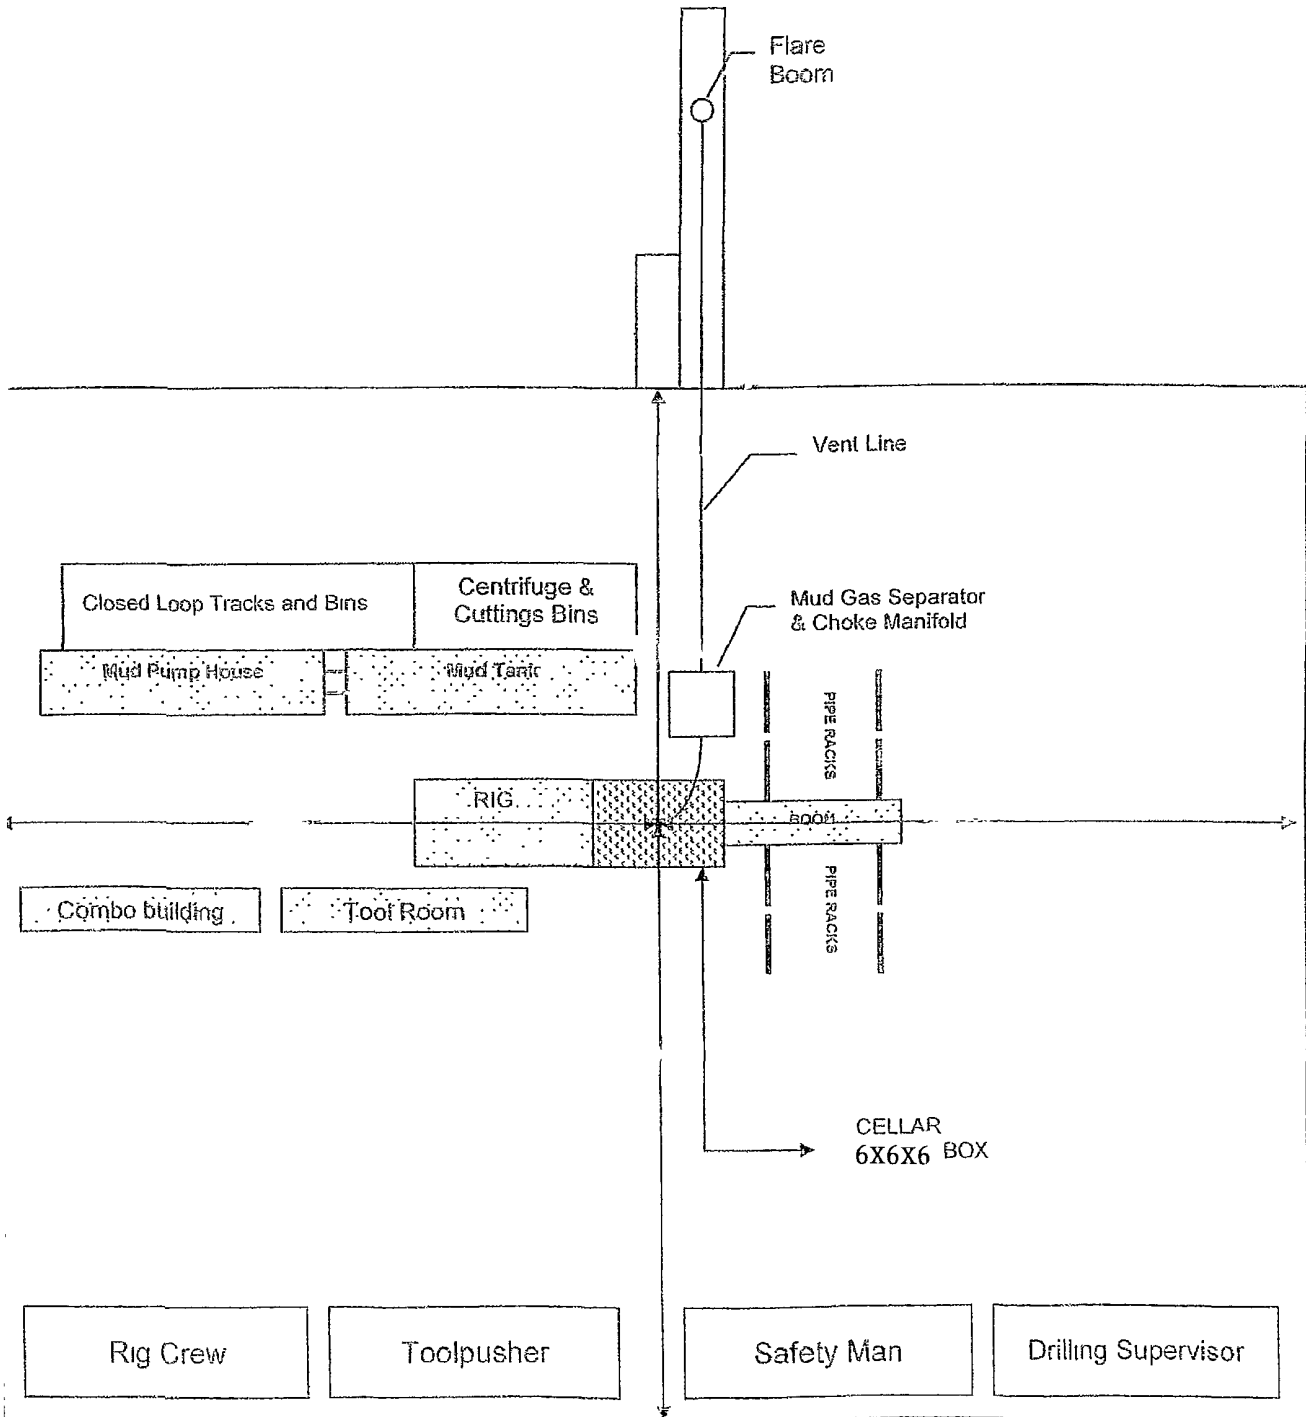 Flare
Boom
Vent Line
Closed Loop Tracks and Bins
Centrifuge &
Cuttings Bins
Mud Gas Separator
& Choke Manifold
Mud Pump House
Mud Tank
PIPE RACKS
RIG
BOOM
PIPE RACKS
Combo building
Tool Room
CELLAR
6X6X6 BOX
Rig Crew
Toolpusher
Safety Man
Drilling Supervisor